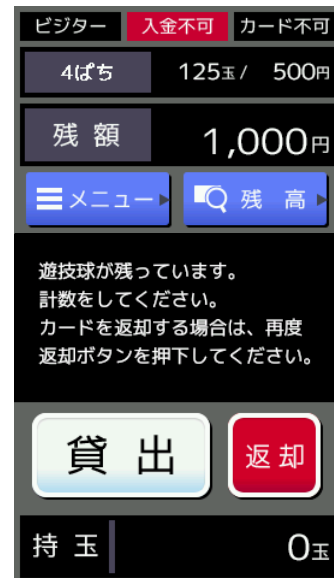 ビジター 入金不可 カード不可
4ぱち 125玉/ 500円
残額 1,000円
メニュー 残高
遊技球が残っています。
計数をしてください。
カードを返却する場合は、再度
返却ボタンを押下してください。
貸出 返却
持玉 0玉